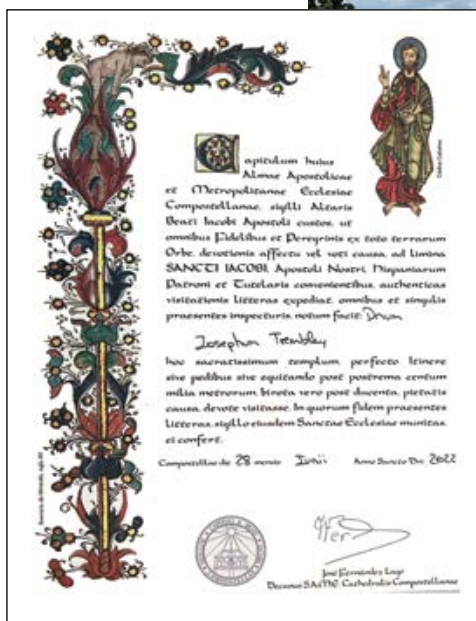 Capitulum huius
Almae Apostolicae
et Metropolitanae Ecclesiae
Compostellanae, sigilli Altaris
Beati Iacobi Apostoli custos, ut
omnibus Fidelibus et Peregrinis ex toto terrarum
Orbe, devotionis affectu vel voti causa, ad limina
SANCTI IACOBI, Apostoli Nostri, Hispaniarum
Patroni et Tutelaris convenientibus, authenticas
visitationis litteras expediat, omnibus et singulis
praesentes inspecturis, notum facit: Dnum
Josephum Tremblay
hoc sacratissimum templum, perfecto Itinere
sive pedibus sive equitando post postrema centum
milia metrorum, birota vero post ducenta, pietatis
causa, devote visitasse. In quorum fidem praesentes
litteras, sigillo eiusdem Sanctae Ecclesiae munitas,
ei confert.
Compostellae die 28 mensis Iunii Anno Sancto Dni 2022
José Fernández Lago
Decanus S.A.M.E. Cathedralis Compostellanae